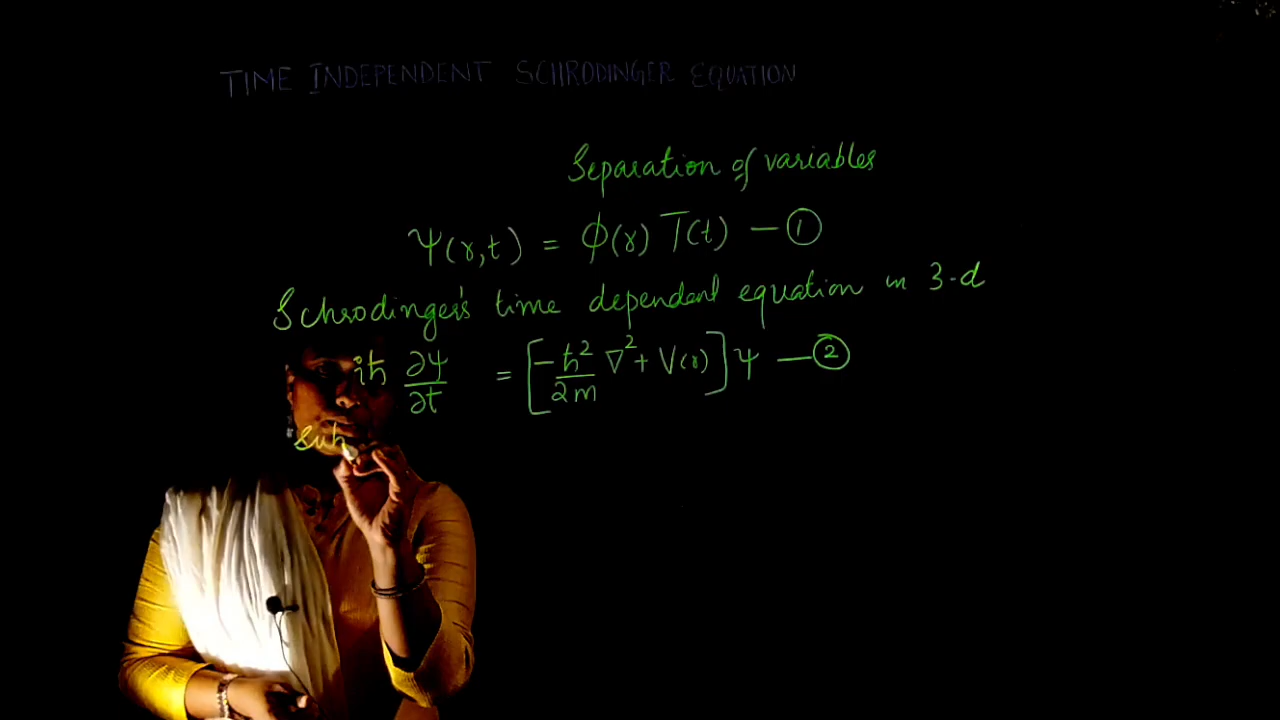 TIME INDEPENDENT SCHRODINGER EQUATION
Separation of variables
Ψ(r,t) = ϕ(r) T(t) — ①
Schrodinger's time dependent equation in 3-d
iħ ∂Ψ/∂t = [-ħ²/2m ∇² + V(r)] Ψ — ②
sub